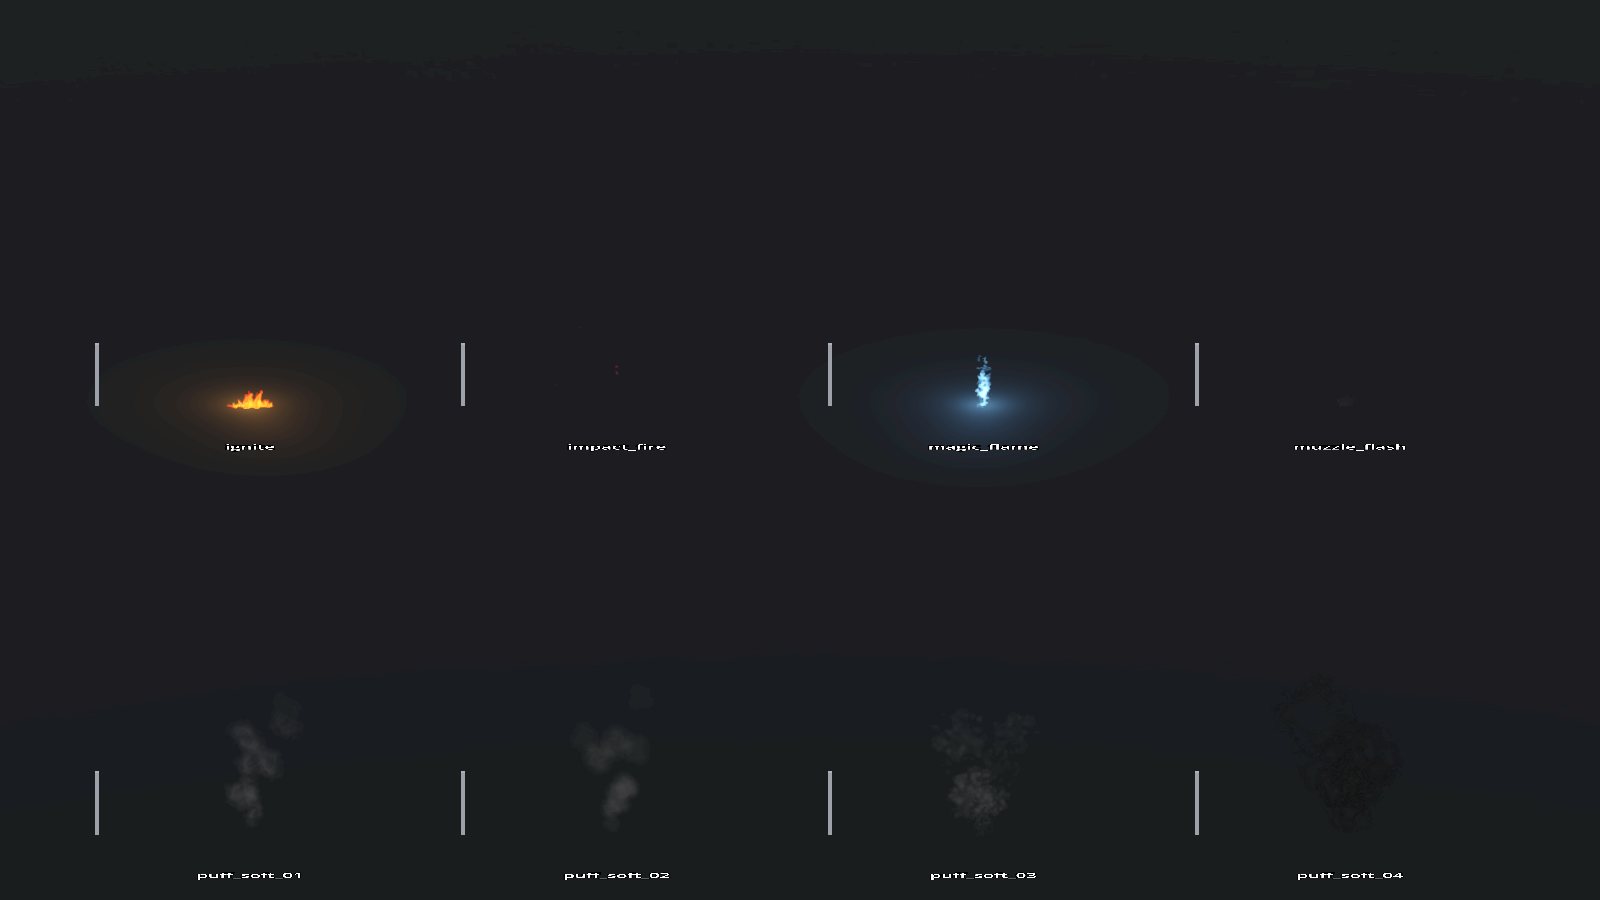 ignite
impact_fire
magic_flame
muzzle_flash
puff_soft_01
puff_soft_02
puff_soft_03
puff_soft_04